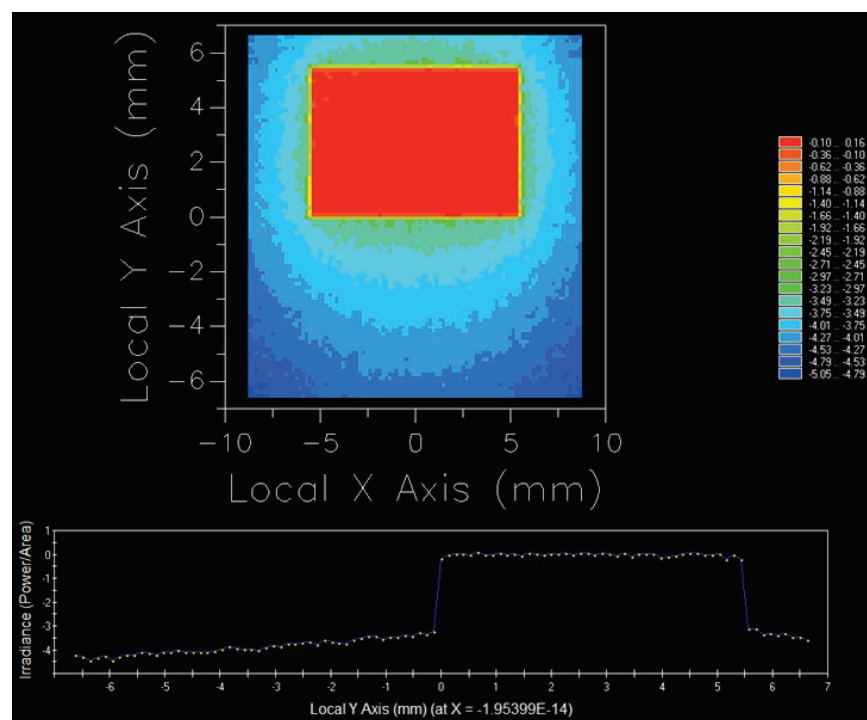 6
4
2
0
-2
-4
-6
Local Y Axis (mm)
-10
-5
0
5
10
Local X Axis (mm)
-0.10 .. 0.16
-0.36 .. -0.10
-0.62 .. -0.36
-0.88 .. -0.62
-1.14 .. -0.88
-1.40 .. -1.14
-1.66 .. -1.40
-1.92 .. -1.66
-2.19 .. -1.92
-2.45 .. -2.19
-2.71 .. -2.45
-2.97 .. -2.71
-3.23 .. -2.97
-3.49 .. -3.23
-3.75 .. -3.49
-4.01 .. -3.75
-4.27 .. -4.01
-4.53 .. -4.27
-4.79 .. -4.53
-5.05 .. -4.79
Irradiance (Power/Area)
1
0
-1
-2
-3
-4
-6
-5
-4
-3
-2
-1
0
1
2
3
4
5
6
7
Local Y Axis (mm) (at X = -1.95399E-14)